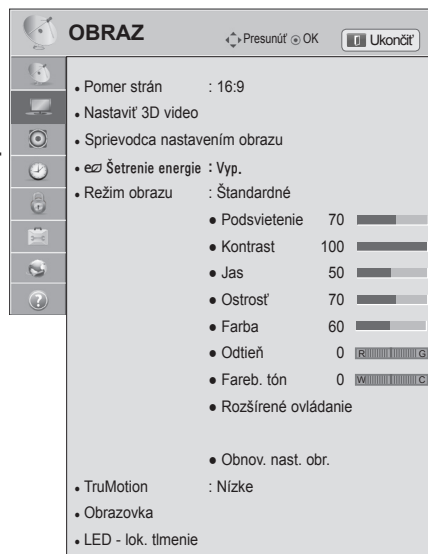 OBRAZ
Presunúť OK
Ukončiť
• Pomer strán : 16:9
• Nastaviť 3D video
• Sprievodca nastavením obrazu
• Šetrenie energie : Vyp.
• Režim obrazu : Štandardné
● Podsvietenie 70
● Kontrast 100
● Jas 50
● Ostrosť 70
● Farba 60
● Odtieň 0 R G
● Fareb. tón 0 W C
● Rozšírené ovládanie
● Obnov. nast. obr.
• TruMotion : Nízke
• Obrazovka
• LED - lok. tlmenie